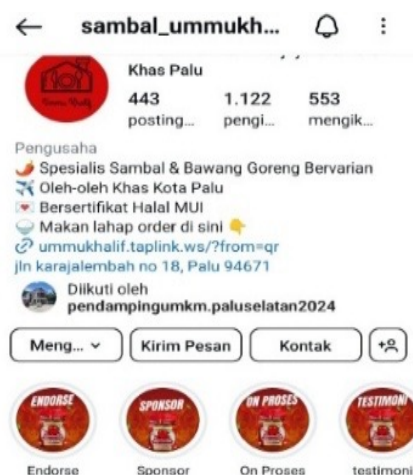 sambal_ummukh...
Khas Palu
443 1.122 553
posting... pengi... mengik...
Pengusaha
🌶️ Spesialis Sambal & Bawang Goreng Bervarian
✈️ Oleh-oleh Khas Kota Palu
💌 Bersertifikat Halal MUI
🍚 Makan lahap order di sini 👇
ummukhalif.taplink.ws/?from=qr
jln karajalembah no 18, Palu 94671
Diikuti oleh
pendampingumkm.paluselatan2024
Meng... Kirim Pesan Kontak
ENDORSE SPONSOR ON PROSES TESTIMONI
Endorse Sponsor On Proses testimoni